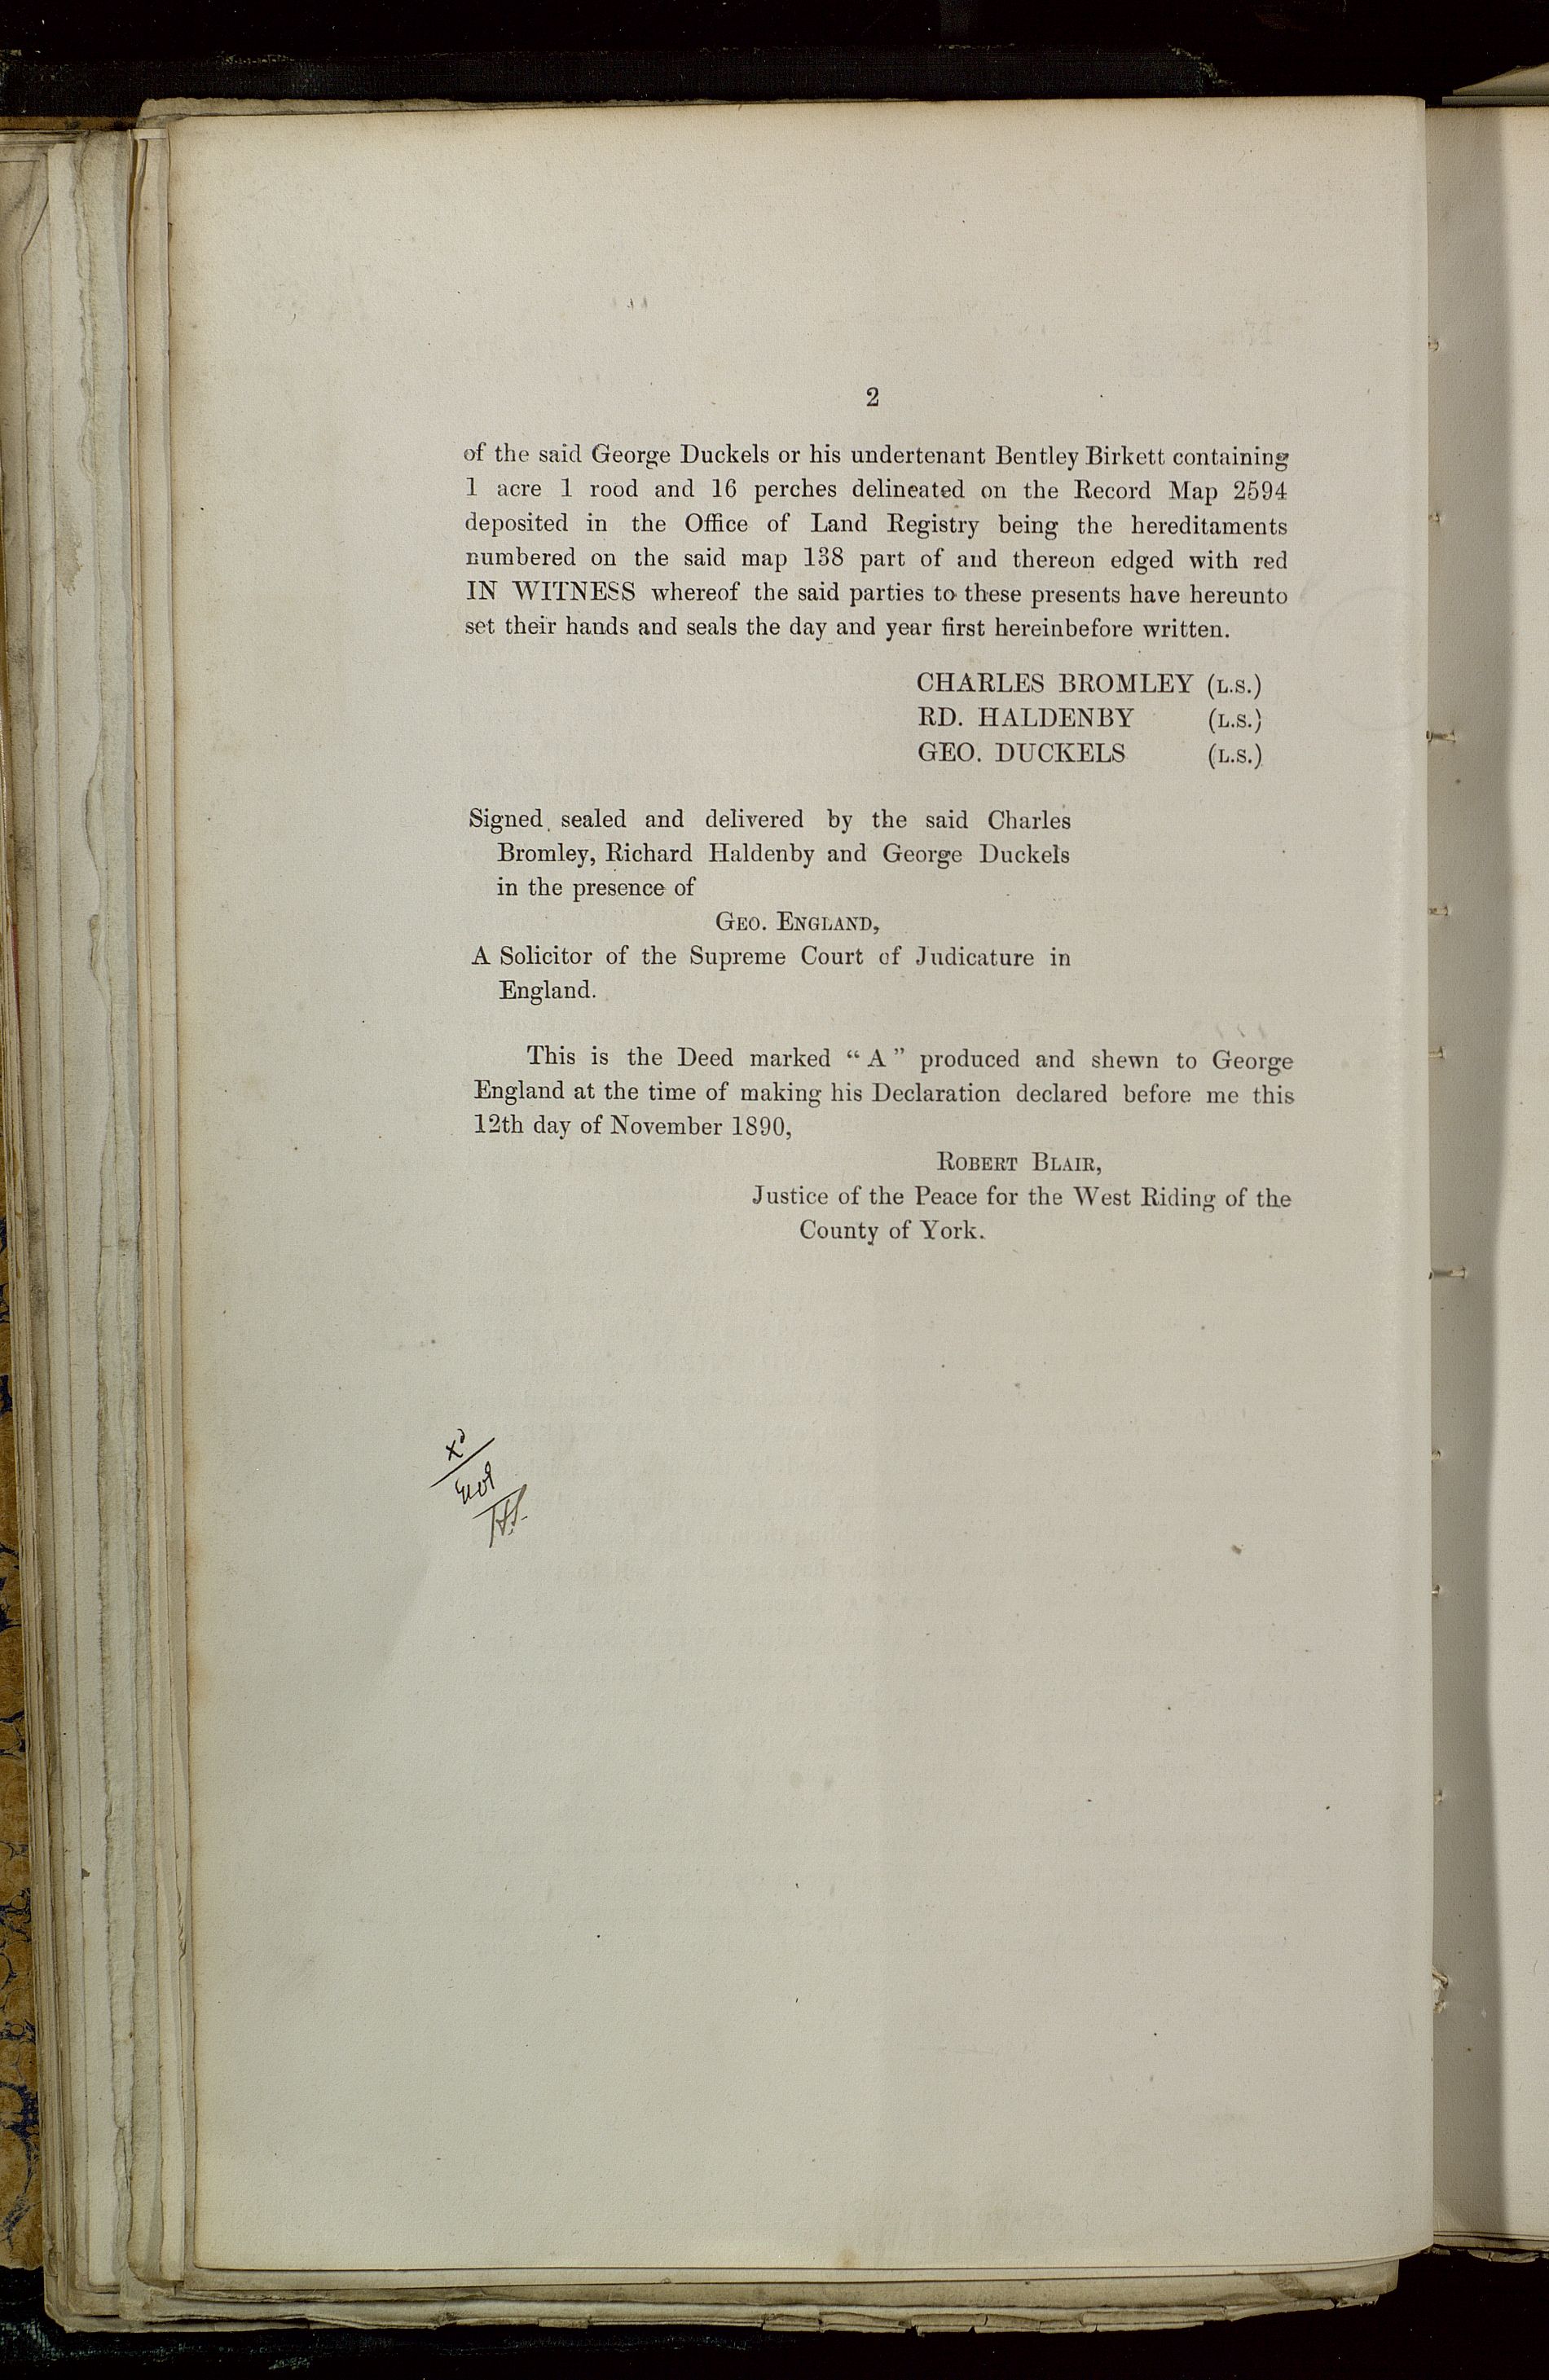 2
of the said George Duckels or his undertenant Bentley Birkett containing
1 acre 1 rood and 16 perches delineated on the Record Map 2594
deposited in the Office of Land Registry being the hereditaments
numbered on the said map 138 part of and thereon edged with red
IN WITNESS whereof the said parties to these presents have hereunto
set their hands and seals the day and year first hereinbefore written.
CHARLES BROMLEY (L.S.)
RD. HALDENBY (L.S.)
GEO. DUCKELS (L.S.)
Signed, sealed and delivered by the said Charles
Bromley, Richard Haldenby and George Duckels
in the presence of
GEO. ENGLAND,
A Solicitor of the Supreme Court of Judicature in
England.
This is the Deed marked “ A ” produced and shewn to George
England at the time of making his Declaration declared before me this
12th day of November 1890,
ROBERT BLAIR,
Justice of the Peace for the West Riding of the
County of York.